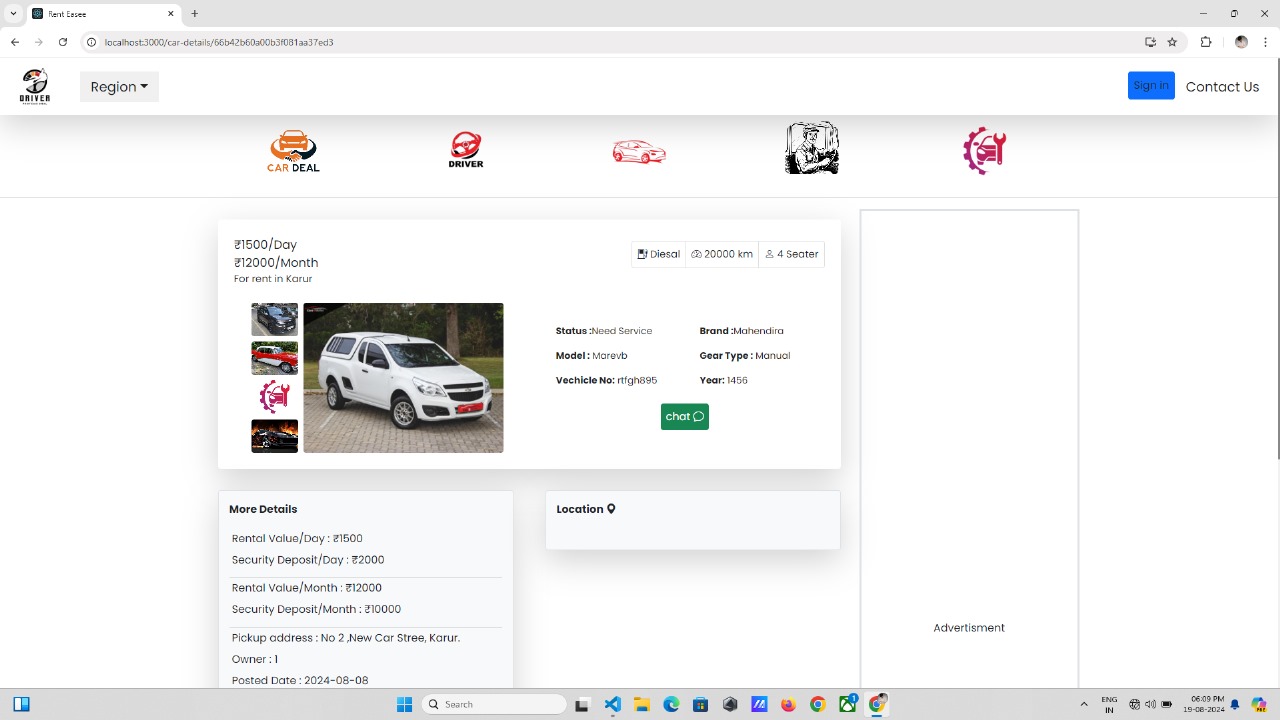 Rent Easee
localhost:3000/car-details/66b42b60a00b3f081aa37ed3
DRIVER
Region
Sign in
Contact Us
CAR DEAL
DRIVER
₹1500/Day
₹12000/Month
For rent in Karur
Diesal
20000 km
4 Seater
Status :Need Service
Brand :Mahendira
Model : Marevb
Gear Type : Manual
Vechicle No: rtfgh895
Year: 1456
chat
More Details
Rental Value/Day : ₹1500
Security Deposit/Day : ₹2000
Rental Value/Month : ₹12000
Security Deposit/Month : ₹10000
Pickup address : No 2 ,New Car Stree, Karur.
Owner : 1
Posted Date : 2024-08-08
Location
Advertisment
Search
ENG
IN
06:09 PM
19-08-2024